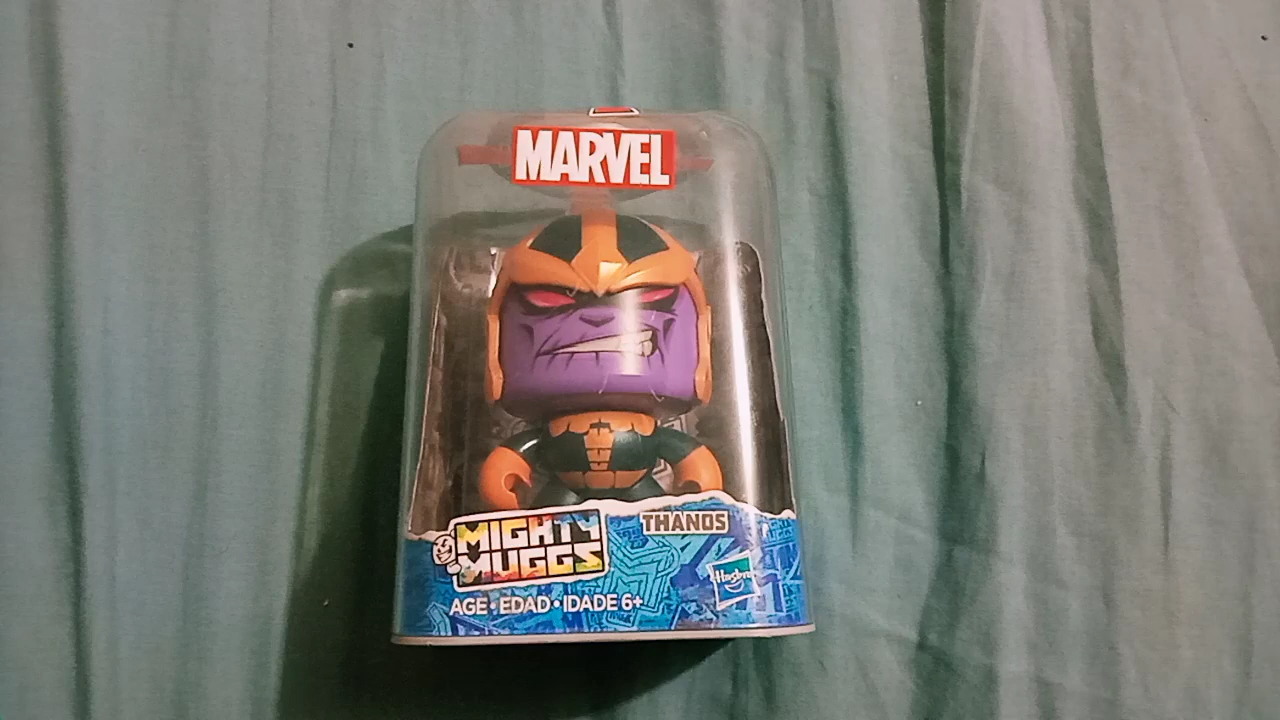 MARVEL
MIGHTY
MUGGS
THANOS
Hasbro
AGE • EDAD • IDADE 6+